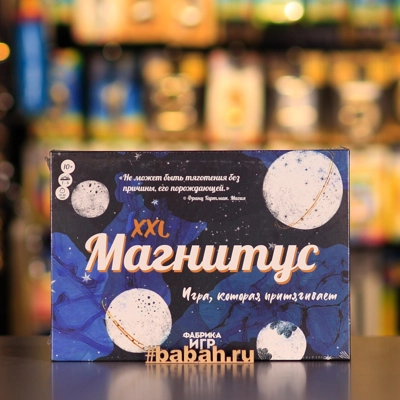 10+
«Не может быть тяготения без
причины, его порождающей.»
© Франц Гартман. Магия
XXL
Магнитус
Игра, которая притягивает
ФАБРИКА
ИГР
#babah.ru